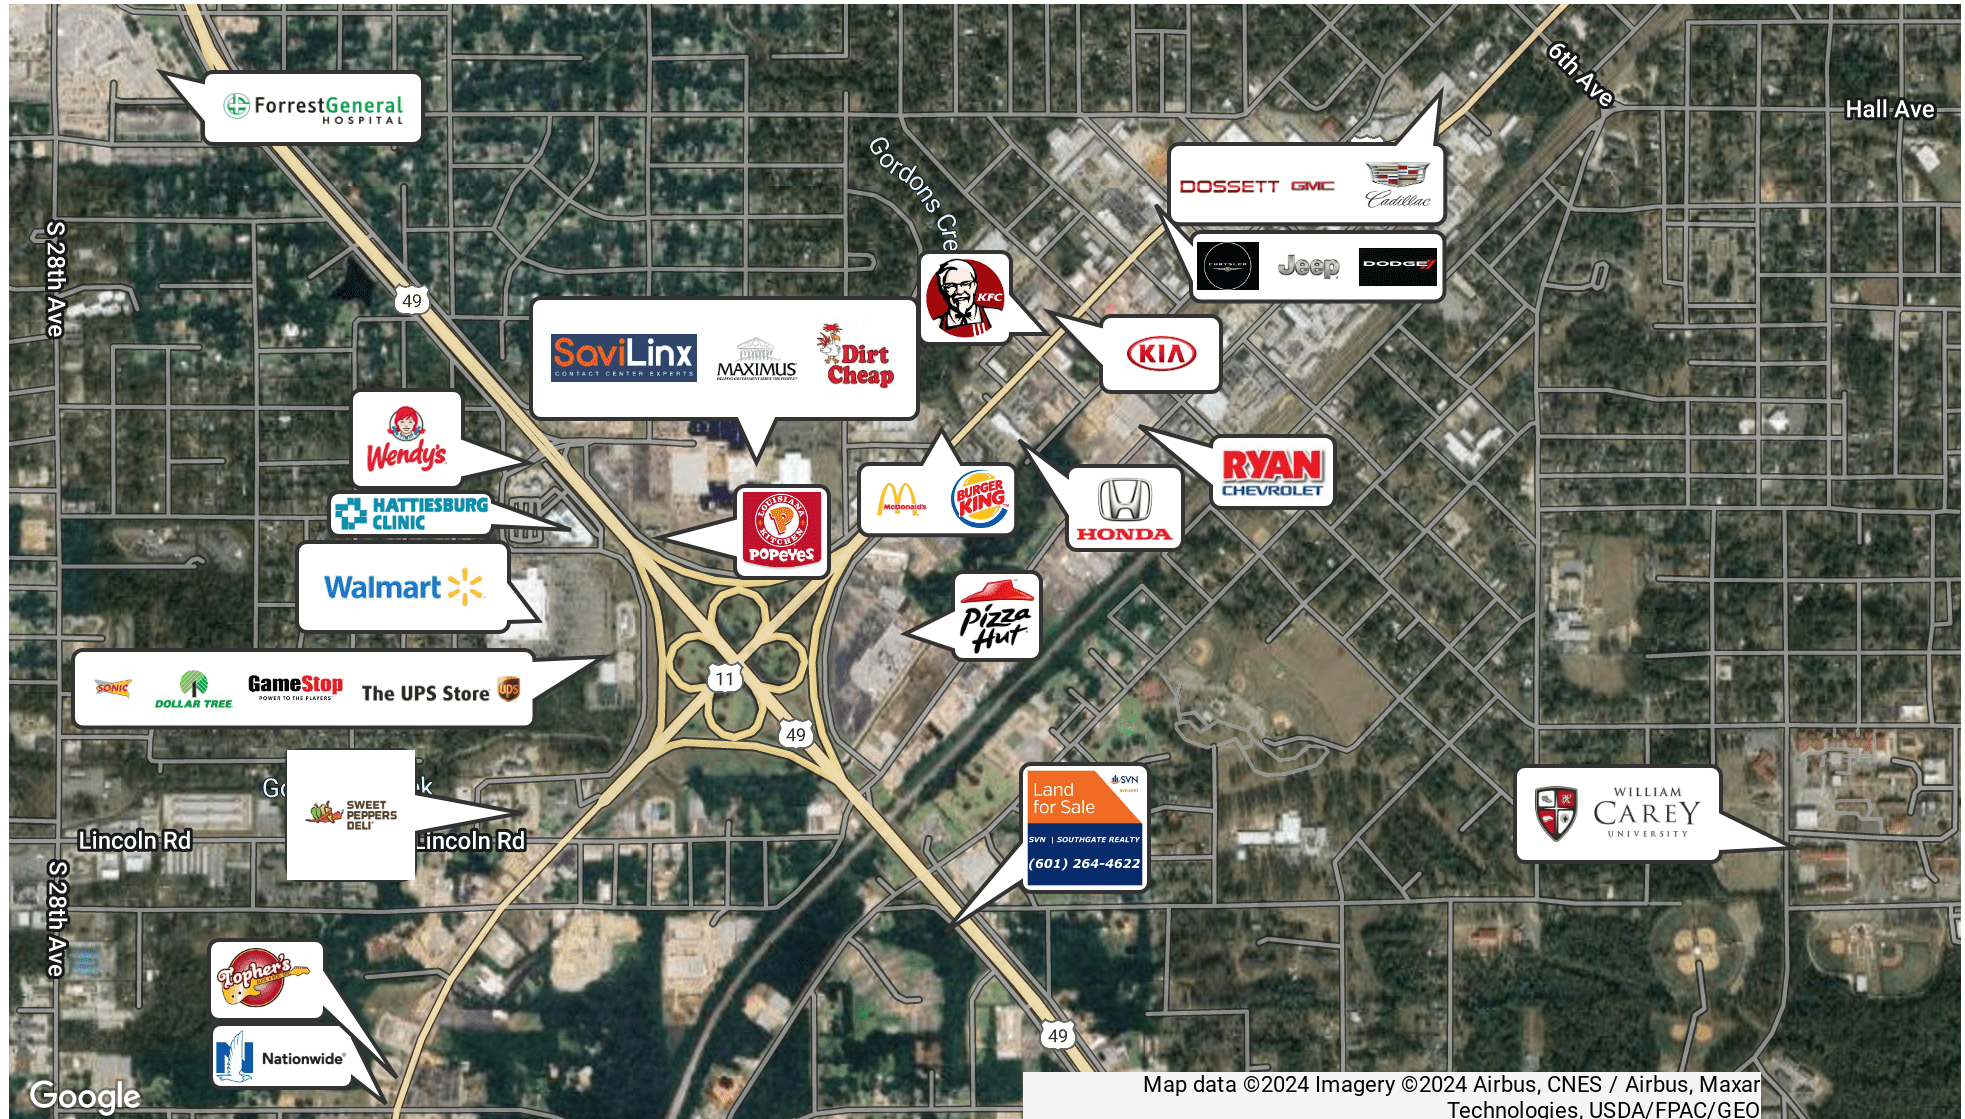 6th Ave
Hall Ave
ForrestGeneral
HOSPITAL
Gordons Cre
DOSSETT GMC Cadillac
S 28th Ave
CHRYSLER Jeep DODGE
49
KFC
KIA
SaviLinx
CONTACT CENTER EXPERTS
MAXIMUS
Dirt
Cheap
Wendy's
RYAN
CHEVROLET
HATTIESBURG
CLINIC
LOUISIANA
KITCHEN
POPEYES
McDonald's
BURGER
KING
HONDA
Walmart
Pizza
Hut
SONIC
DOLLAR TREE
GameStop
POWER TO THE PLAYERS
The UPS Store
ups
11
49
Go
k
SWEET
PEPPERS
DELI
Lincoln Rd
Lincoln Rd
Land
for Sale
SVN
svn.com
SVN | SOUTHGATE REALTY
(601) 264-4622
WILLIAM
CAREY
UNIVERSITY
S 28th Ave
Topher's
N Nationwide
49
Google
Map data ©2024 Imagery ©2024 Airbus, CNES / Airbus, Maxar
Technologies, USDA/FPAC/GEO